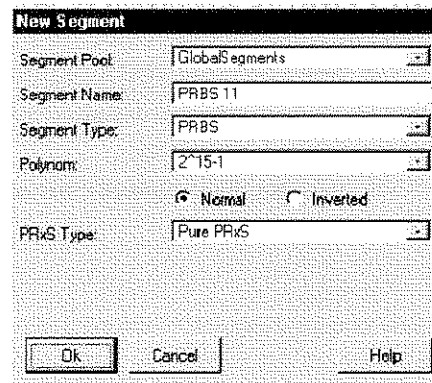 New Segment
Segment Pool: GlobalSegments
Segment Name: PRBS 11
Segment Type: PRBS
Polynom: 2^15-1
Normal Inverted
PRxS Type: Pure PRxS
Ok Cancel Help